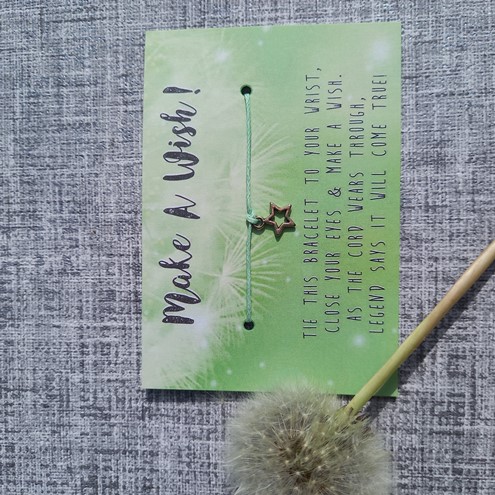 Make A Wish!
TIE THIS BRACELET TO YOUR WRIST,
CLOSE YOUR EYES & MAKE A WISH.
AS THE CORD WEARS THROUGH,
LEGEND SAYS IT WILL COME TRUE!